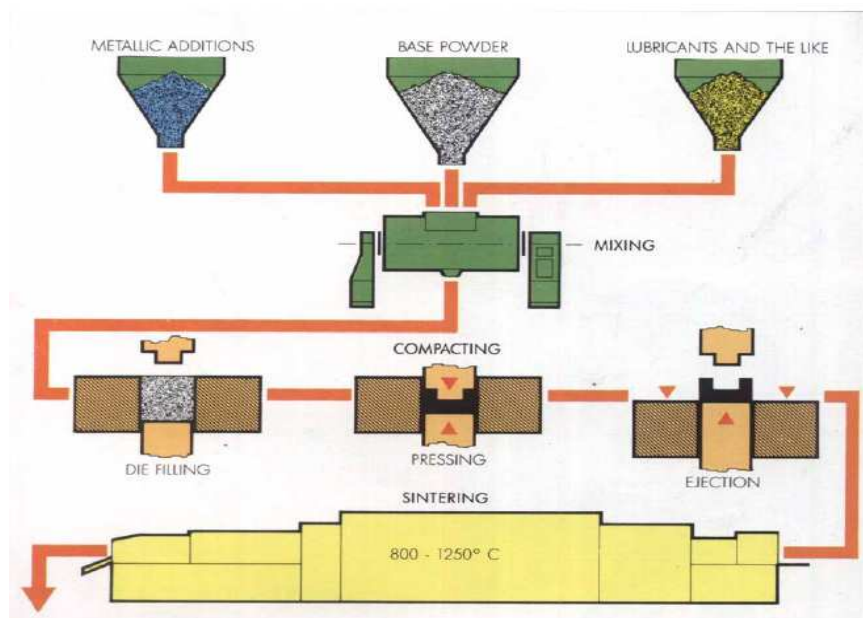 METALLIC ADDITIONS
BASE POWDER
LUBRICANTS AND THE LIKE
MIXING
COMPACTING
DIE FILLING
PRESSING
EJECTION
SINTERING
800 - 1250° C